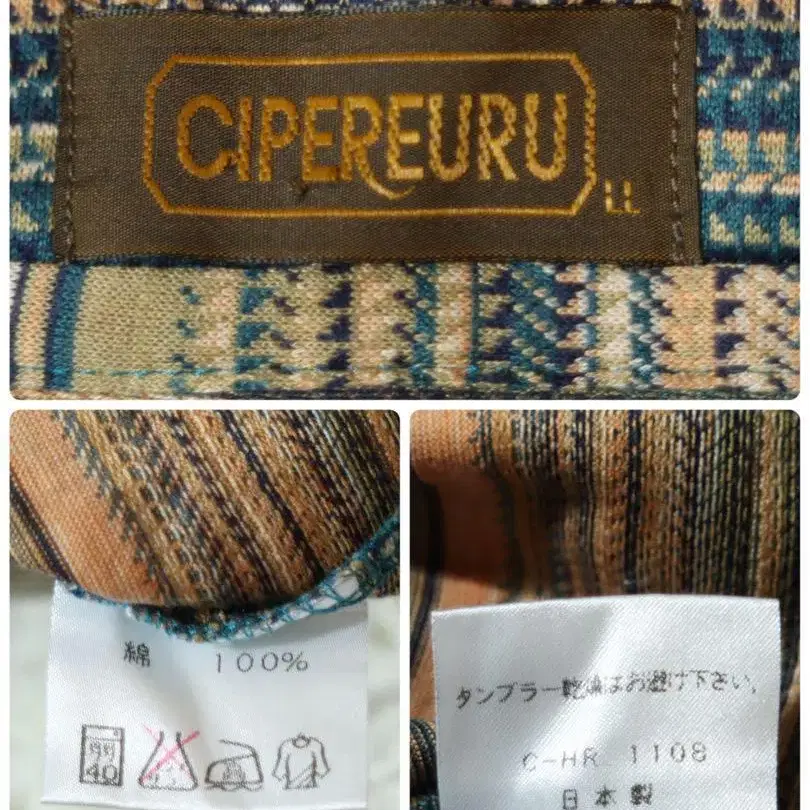 CIPEREURU
LL
綿 100%
弱
40
タンブラー乾燥はお避け下さい。
C-HR 1108
日本製